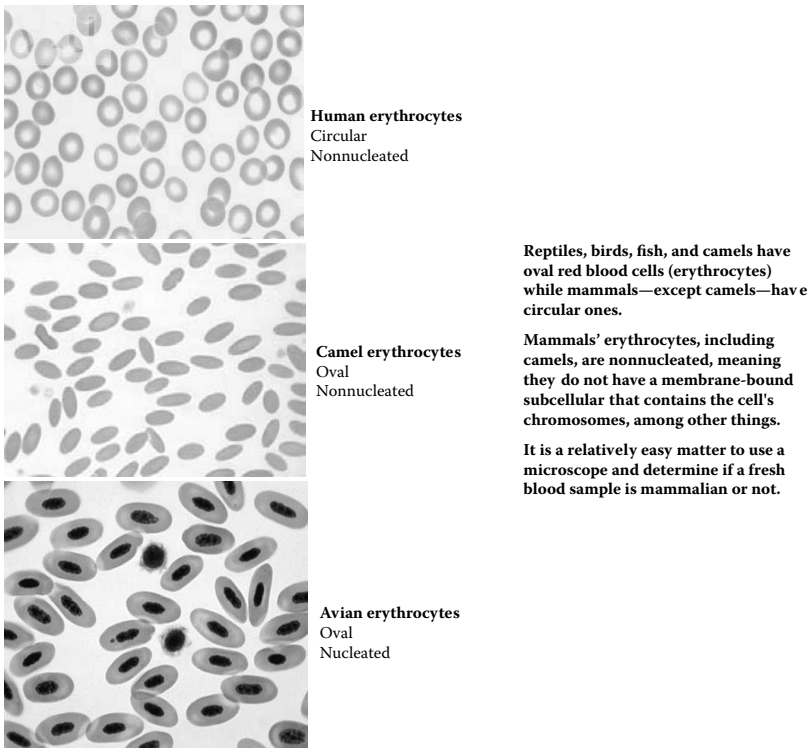 Human erythrocytes
Circular
Nonnucleated
Reptiles, birds, fish, and camels have
oval red blood cells (erythrocytes)
while mammals—except camels—have
circular ones.
Mammals’ erythrocytes, including
camels, are nonnucleated, meaning
they do not have a membrane-bound
subcellular that contains the cell's
chromosomes, among other things.
It is a relatively easy matter to use a
microscope and determine if a fresh
blood sample is mammalian or not.
Camel erythrocytes
Oval
Nonnucleated
Avian erythrocytes
Oval
Nucleated